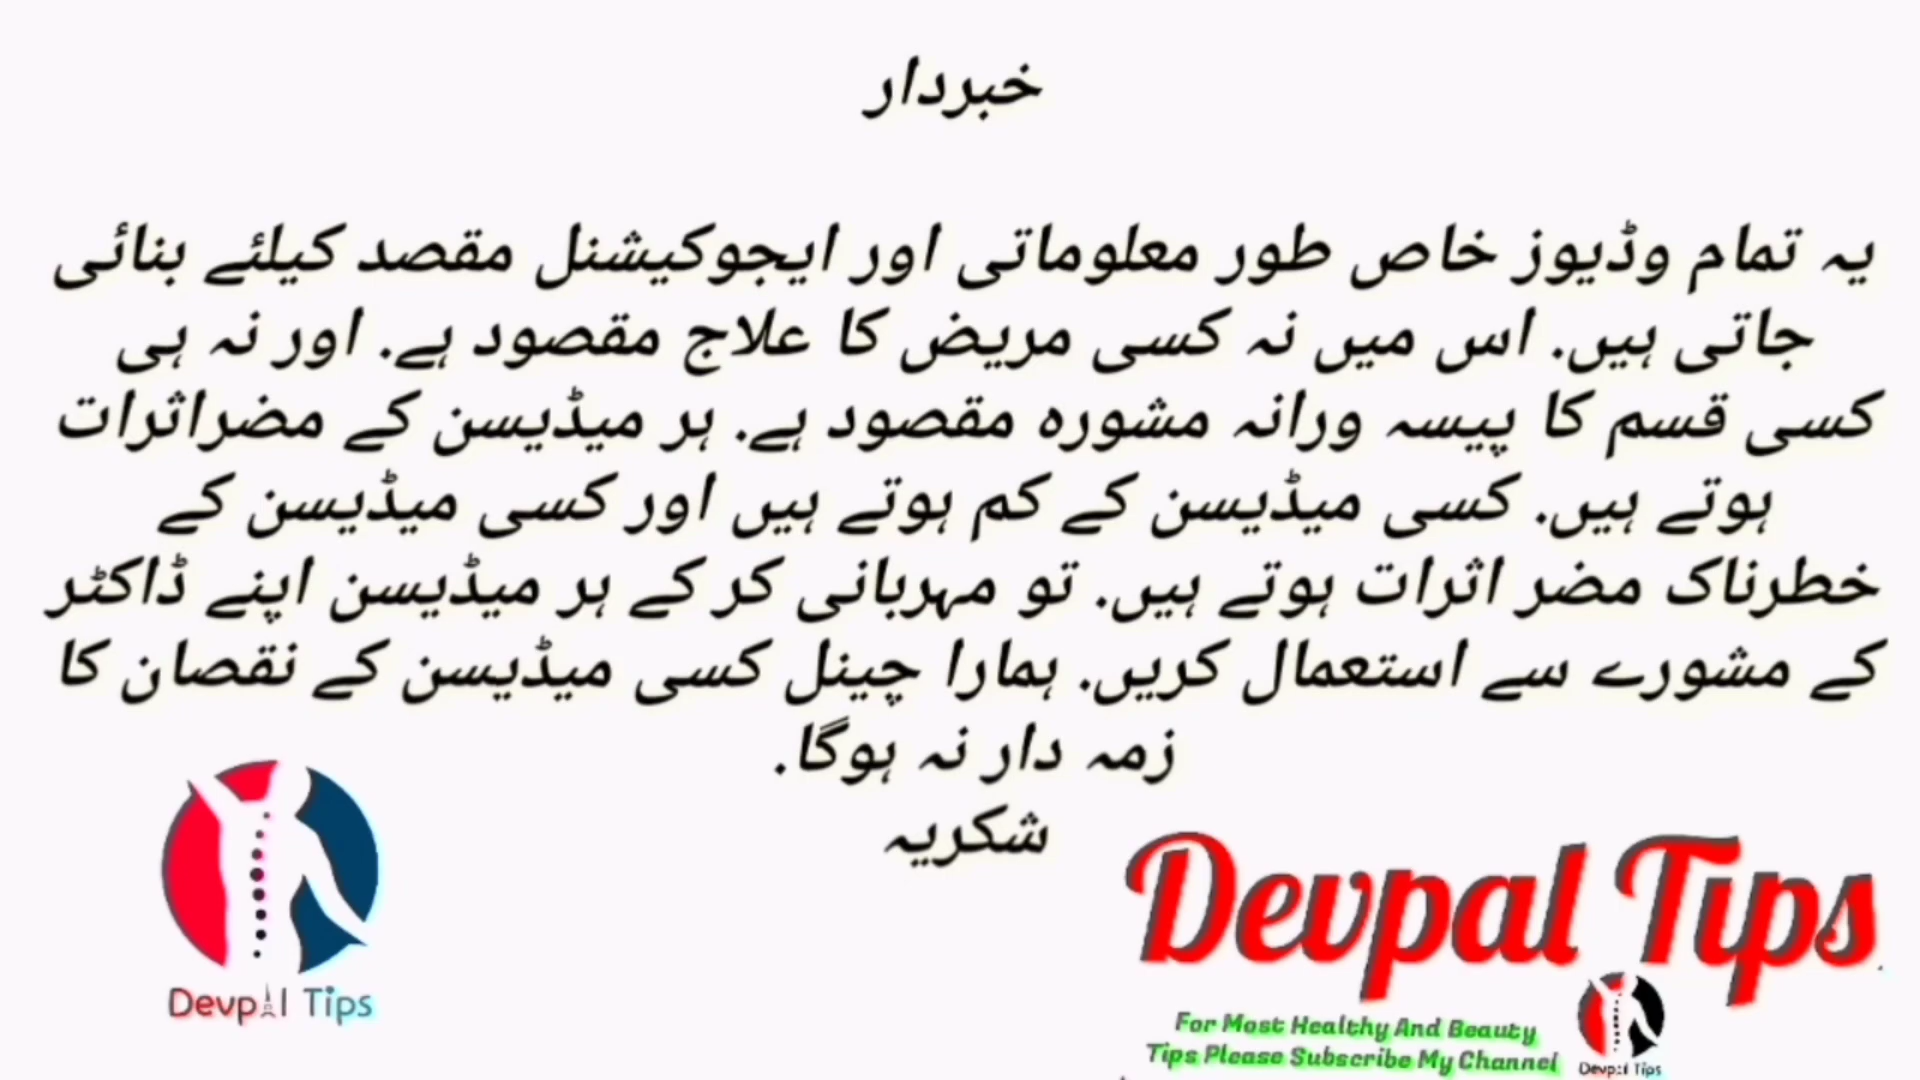 خبردار
یہ تمام وڈیوز خاص طور معلوماتی اور ایجوکیشنل مقصد کیلئے بنائی
جاتی ہیں. اس میں نہ کسی مریض کا علاج مقصود ہے. اور نہ ہی
کسی قسم کا پیسہ ورانہ مشورہ مقصود ہے. ہر میڈیسن کے مضراثرات
ہوتے ہیں. کسی میڈیسن کے کم ہوتے ہیں اور کسی میڈیسن کے
خطرناک مضر اثرات ہوتے ہیں. تو مہربانی کر کے ہر میڈیسن اپنے ڈاکٹر
کے مشورے سے استعمال کریں. ہمارا چینل کسی میڈیسن کے نقصان کا
زمہ دار نہ ہوگا.
شکریہ
Devpal Tips
Devpal Tips
For Most Healthy And Beauty
Tips Please Subscribe My Channel
Devpal Tips